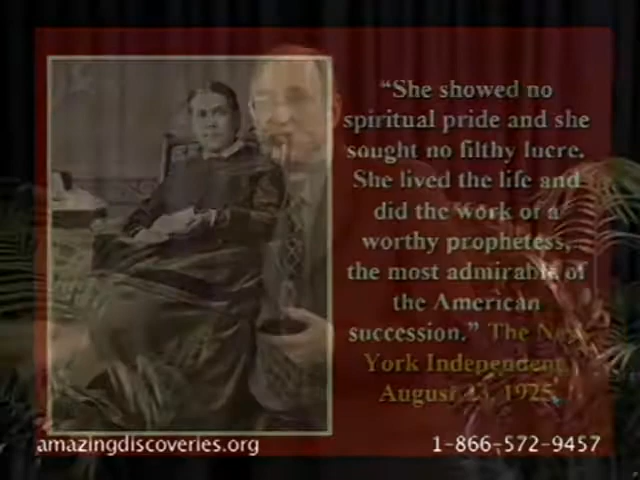 “She showed no
spiritual pride and she
sought no filthy lucre.
She lived the life and
did the work of a
worthy prophetess,
the most admirable of
the American
succession.” The New
York Independent,
August 23, 1925.
amazingdiscoveries.org
1-866-572-9457